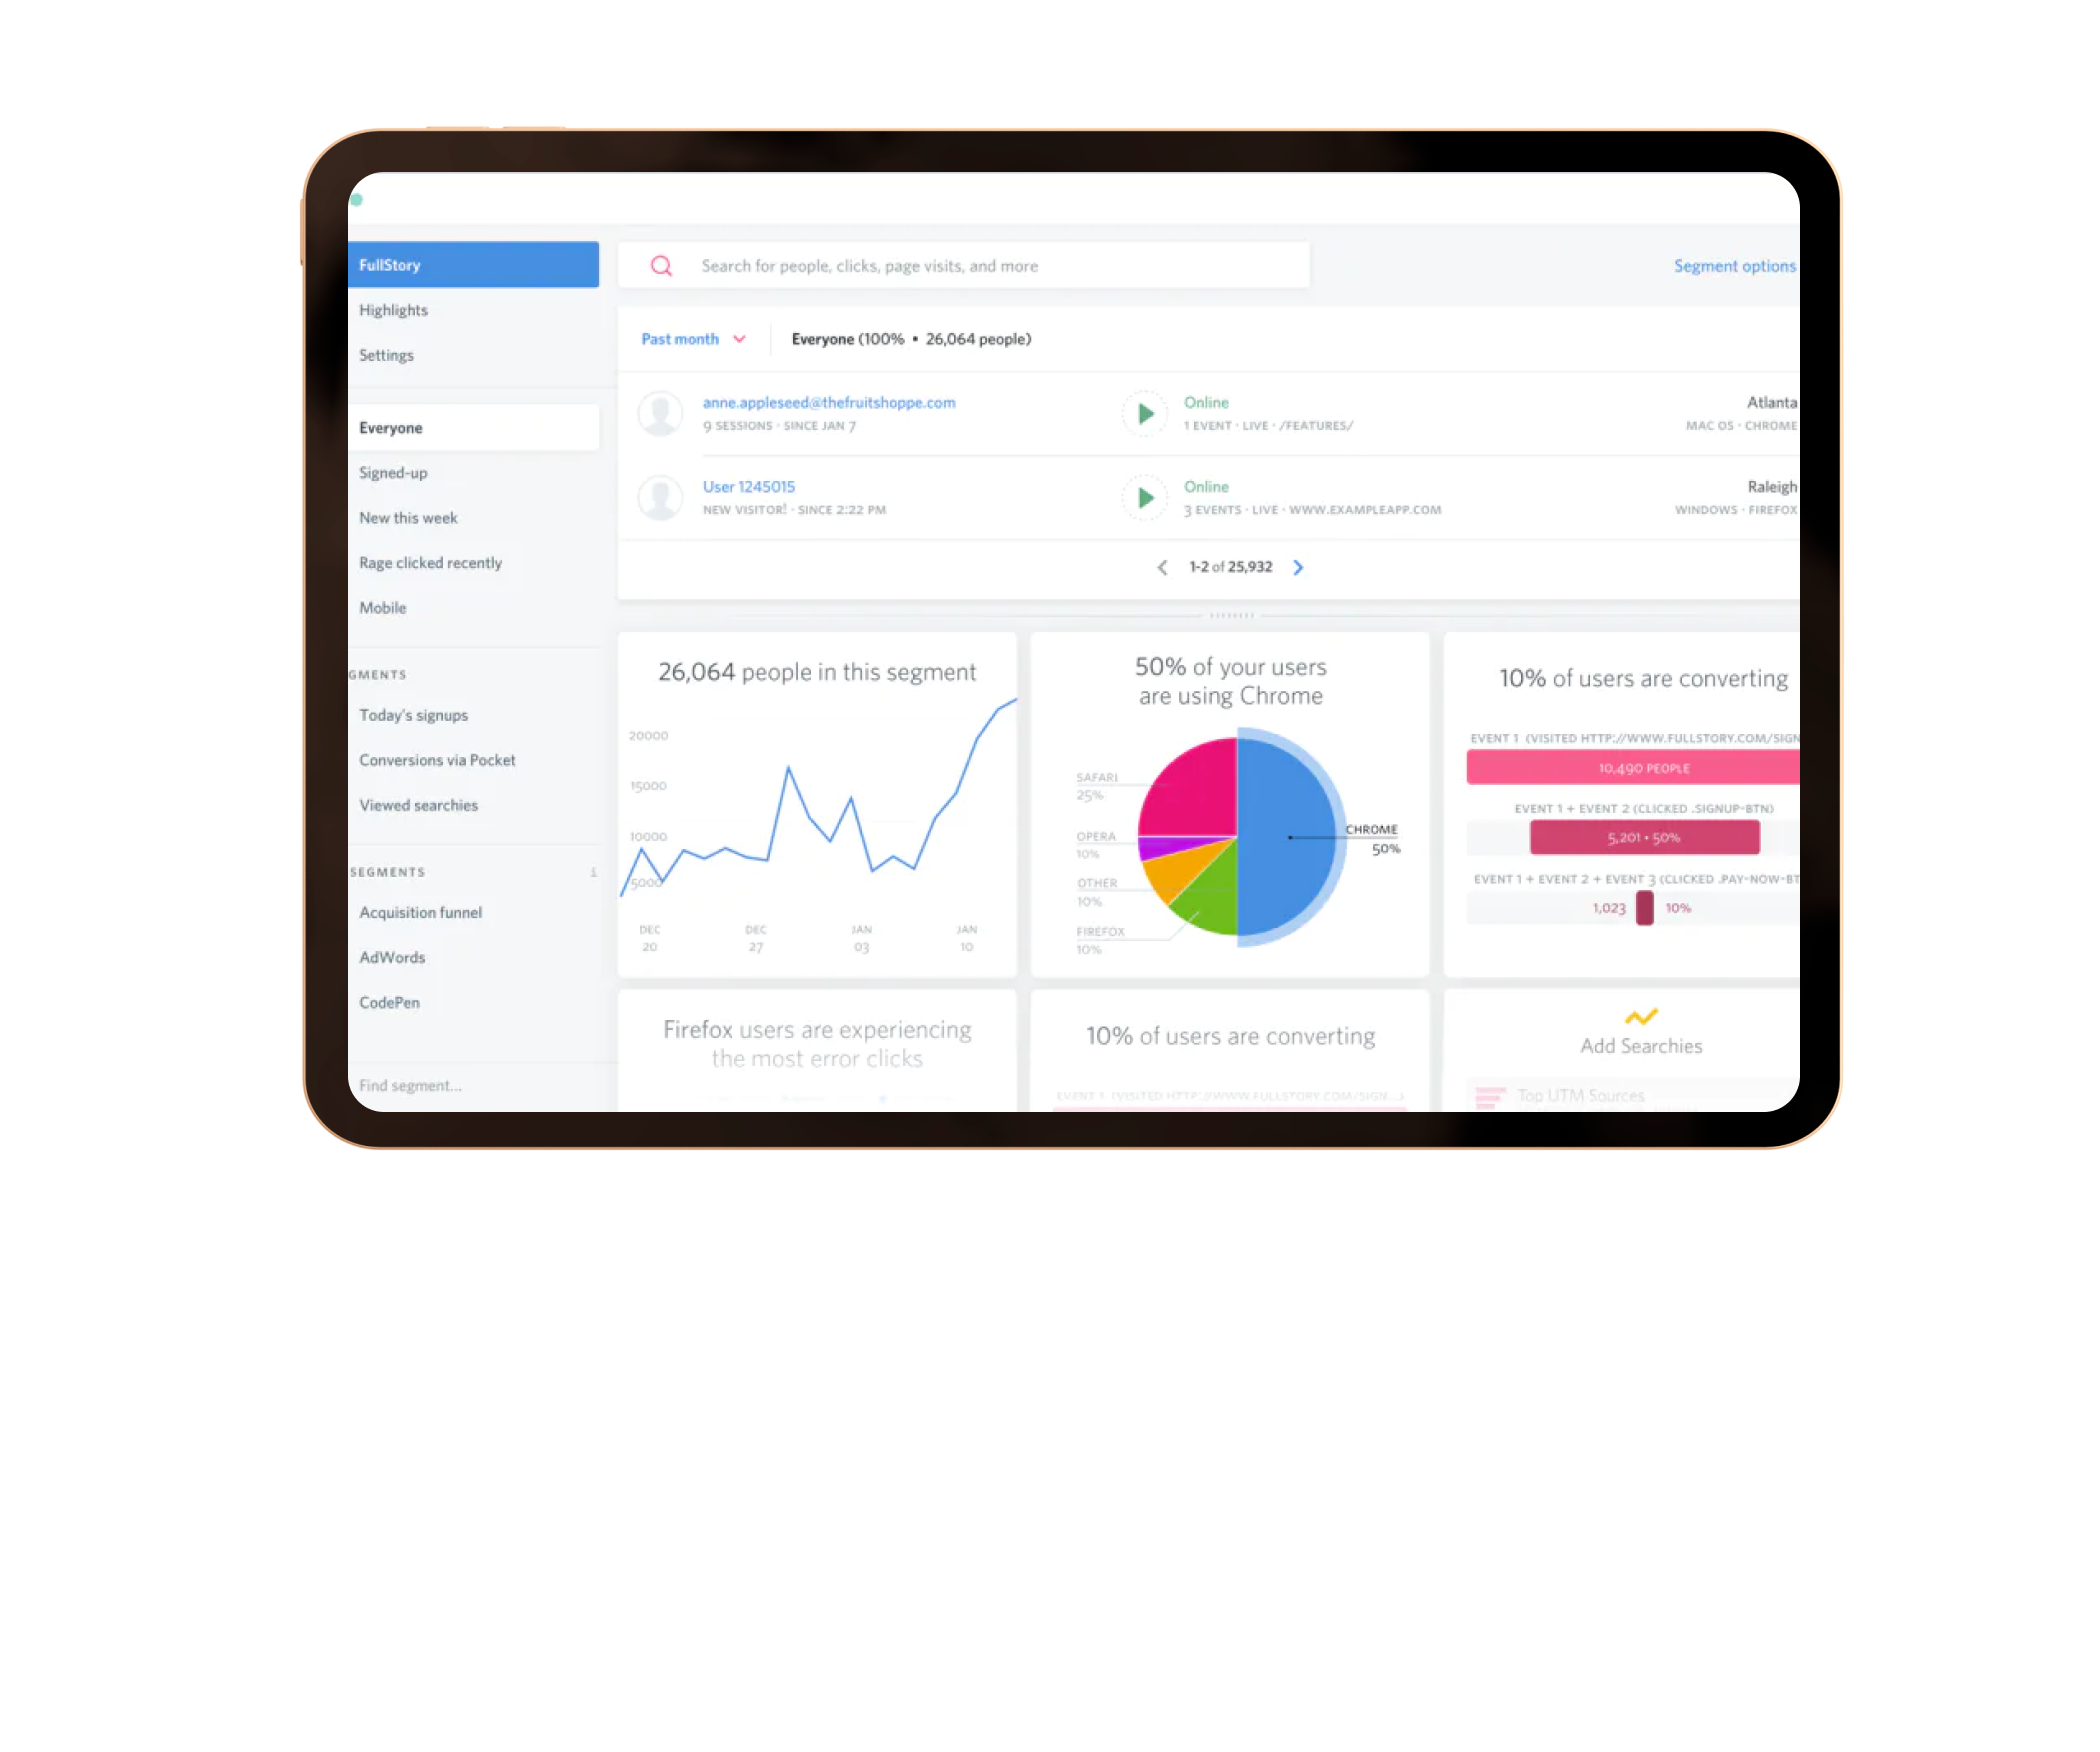 FullStory
Highlights
Settings
Everyone
Signed-up
New this week
Rage clicked recently
Mobile
GMENTS
Today's signups
Conversions via Pocket
Viewed searchies
SEGMENTS i
Acquisition funnel
AdWords
CodePen
Find segment...
Search for people, clicks, page visits, and more
Segment options
Past month
Everyone (100% • 26,064 people)
anne.appleseed@thefruitshoppe.com
9 SESSIONS · SINCE JAN 7
Online
1 EVENT · LIVE · /FEATURES/
Atlanta
MAC OS · CHROME
User 1245015
NEW VISITOR! · SINCE 2:22 PM
Online
3 EVENTS · LIVE · WWW.EXAMPLEAPP.COM
Raleigh
WINDOWS · FIREFOX
1-2 of 25,932
26,064 people in this segment
20000
15000
10000
5000
DEC
20
DEC
27
JAN
03
JAN
10
50% of your users
are using Chrome
SAFARI
25%
OPERA
10%
OTHER
10%
FIREFOX
10%
CHROME
50%
10% of users are converting
EVENT 1 (VISITED HTTP://WWW.FULLSTORY.COM/SIGN
10,490 PEOPLE
EVENT 1 + EVENT 2 (CLICKED .SIGNUP-BTN)
5,201 • 50%
EVENT 1 + EVENT 2 + EVENT 3 (CLICKED .PAY-NOW-BT
1,023 10%
Firefox users are experiencing
the most error clicks
10% of users are converting
EVENT 1 (VISITED HTTP://WWW.FULLSTORY.COM/SIGN...)
Add Searchies
Top UTM Sources